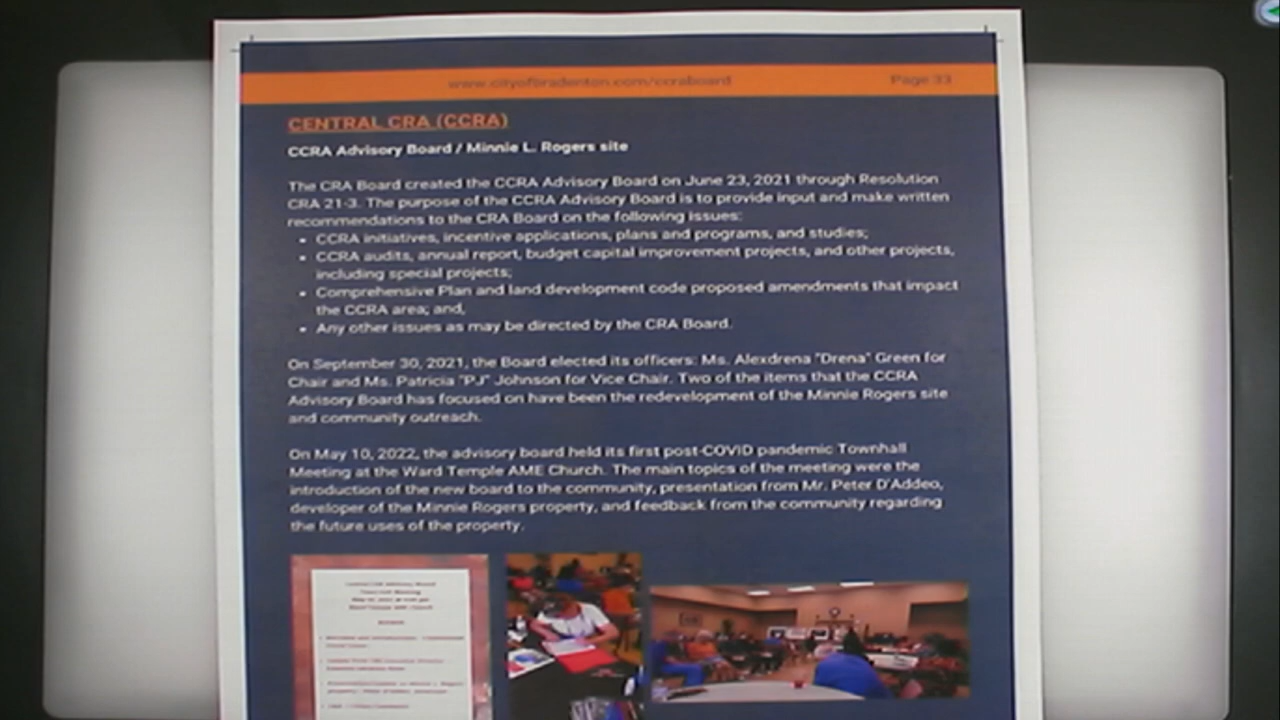 www.cityofbradenton.com/ccraboard Page 33
CENTRAL CRA (CCRA)
CCRA Advisory Board / Minnie L. Rogers site
The CRA Board created the CCRA Advisory Board on June 23, 2021 through Resolution
CRA 21-3. The purpose of the CCRA Advisory Board is to provide input and make written
recommendations to the CRA Board on the following issues:
• CCRA initiatives, incentive applications, plans and programs, and studies;
• CCRA audits, annual report, budget capital improvement projects, and other projects,
including special projects;
• Comprehensive Plan and land development code proposed amendments that impact
the CCRA area; and,
• Any other issues as may be directed by the CRA Board.
On September 30, 2021, the Board elected its officers: Ms. Alexdrena "Drena" Green for
Chair and Ms. Patricia "PJ" Johnson for Vice Chair. Two of the items that the CCRA
Advisory Board has focused on have been the redevelopment of the Minnie Rogers site
and community outreach.
On May 10, 2022, the advisory board held its first post-COVID pandemic Townhall
Meeting at the Ward Temple AME Church. The main topics of the meeting were the
introduction of the new board to the community, presentation from Mr. Peter D'Addeo,
developer of the Minnie Rogers property, and feedback from the community regarding
the future uses of the property.